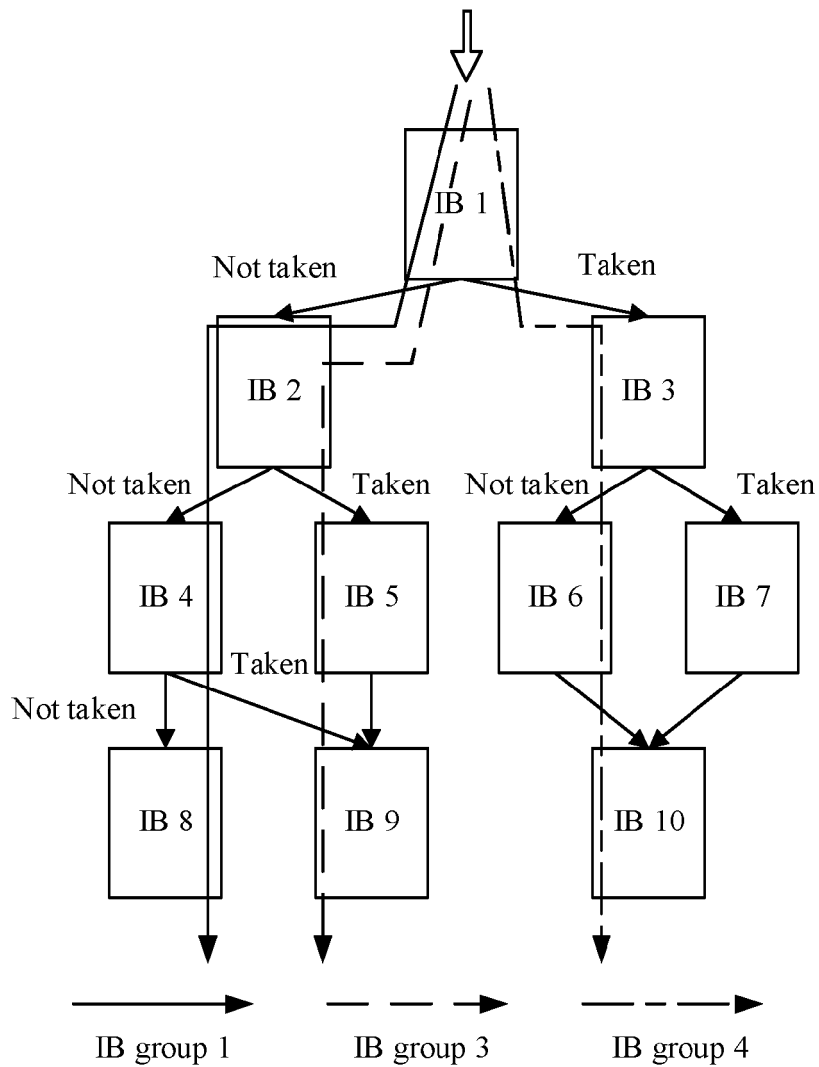 IB 1
Not taken
Taken
IB 2
IB 3
Not taken
Taken
Not taken
Taken
IB 4
IB 5
IB 6
IB 7
Taken
Not taken
IB 8
IB 9
IB 10
IB group 1
IB group 3
IB group 4